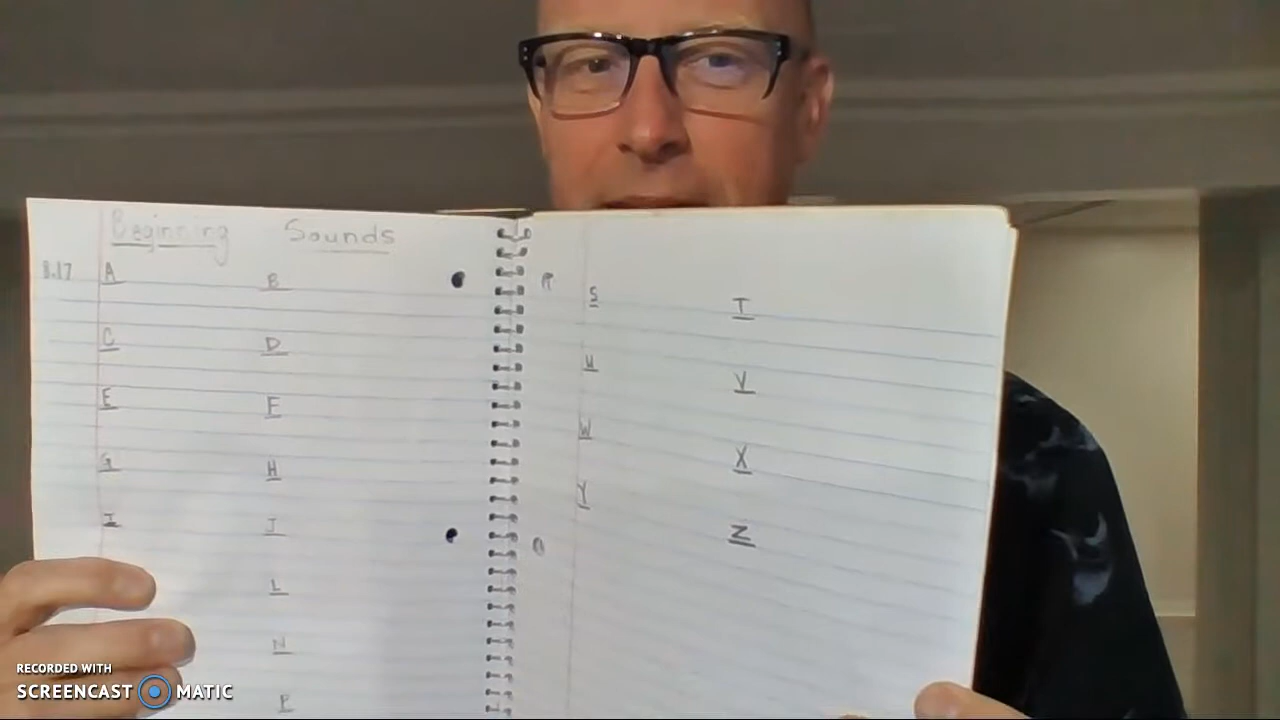 Beginning Sounds
8.17 A B
C D
E F
G H
I J
L
N
P
S T
U V
W X
Y Z
RECORDED WITH
SCREENCAST MATIC